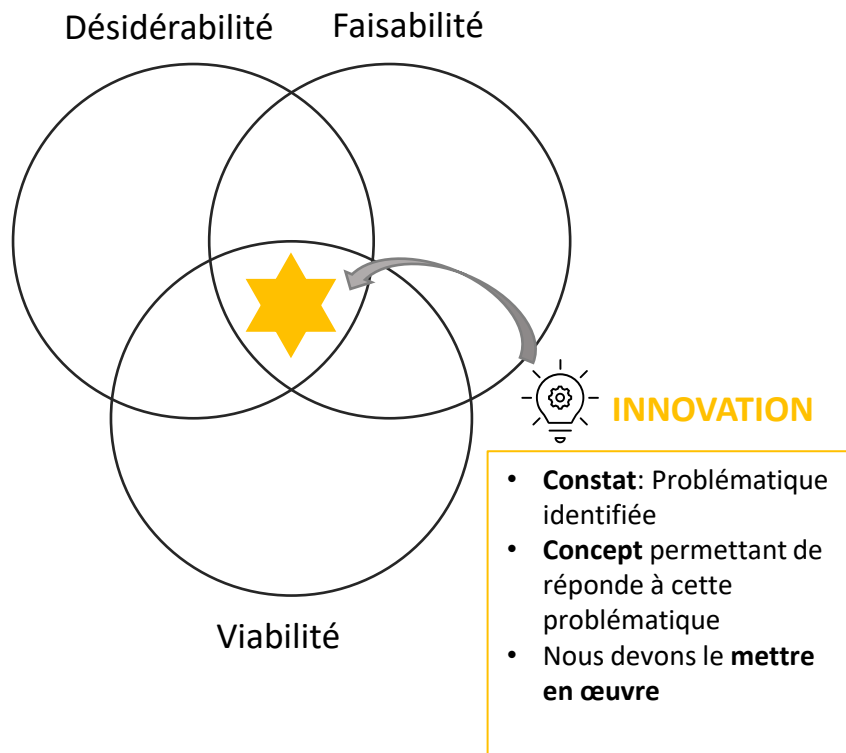 Désidérabilité
Faisabilité
Viabilité
INNOVATION
• Constat: Problématique
identifiée
• Concept permettant de
réponde à cette
problématique
• Nous devons le mettre
en œuvre